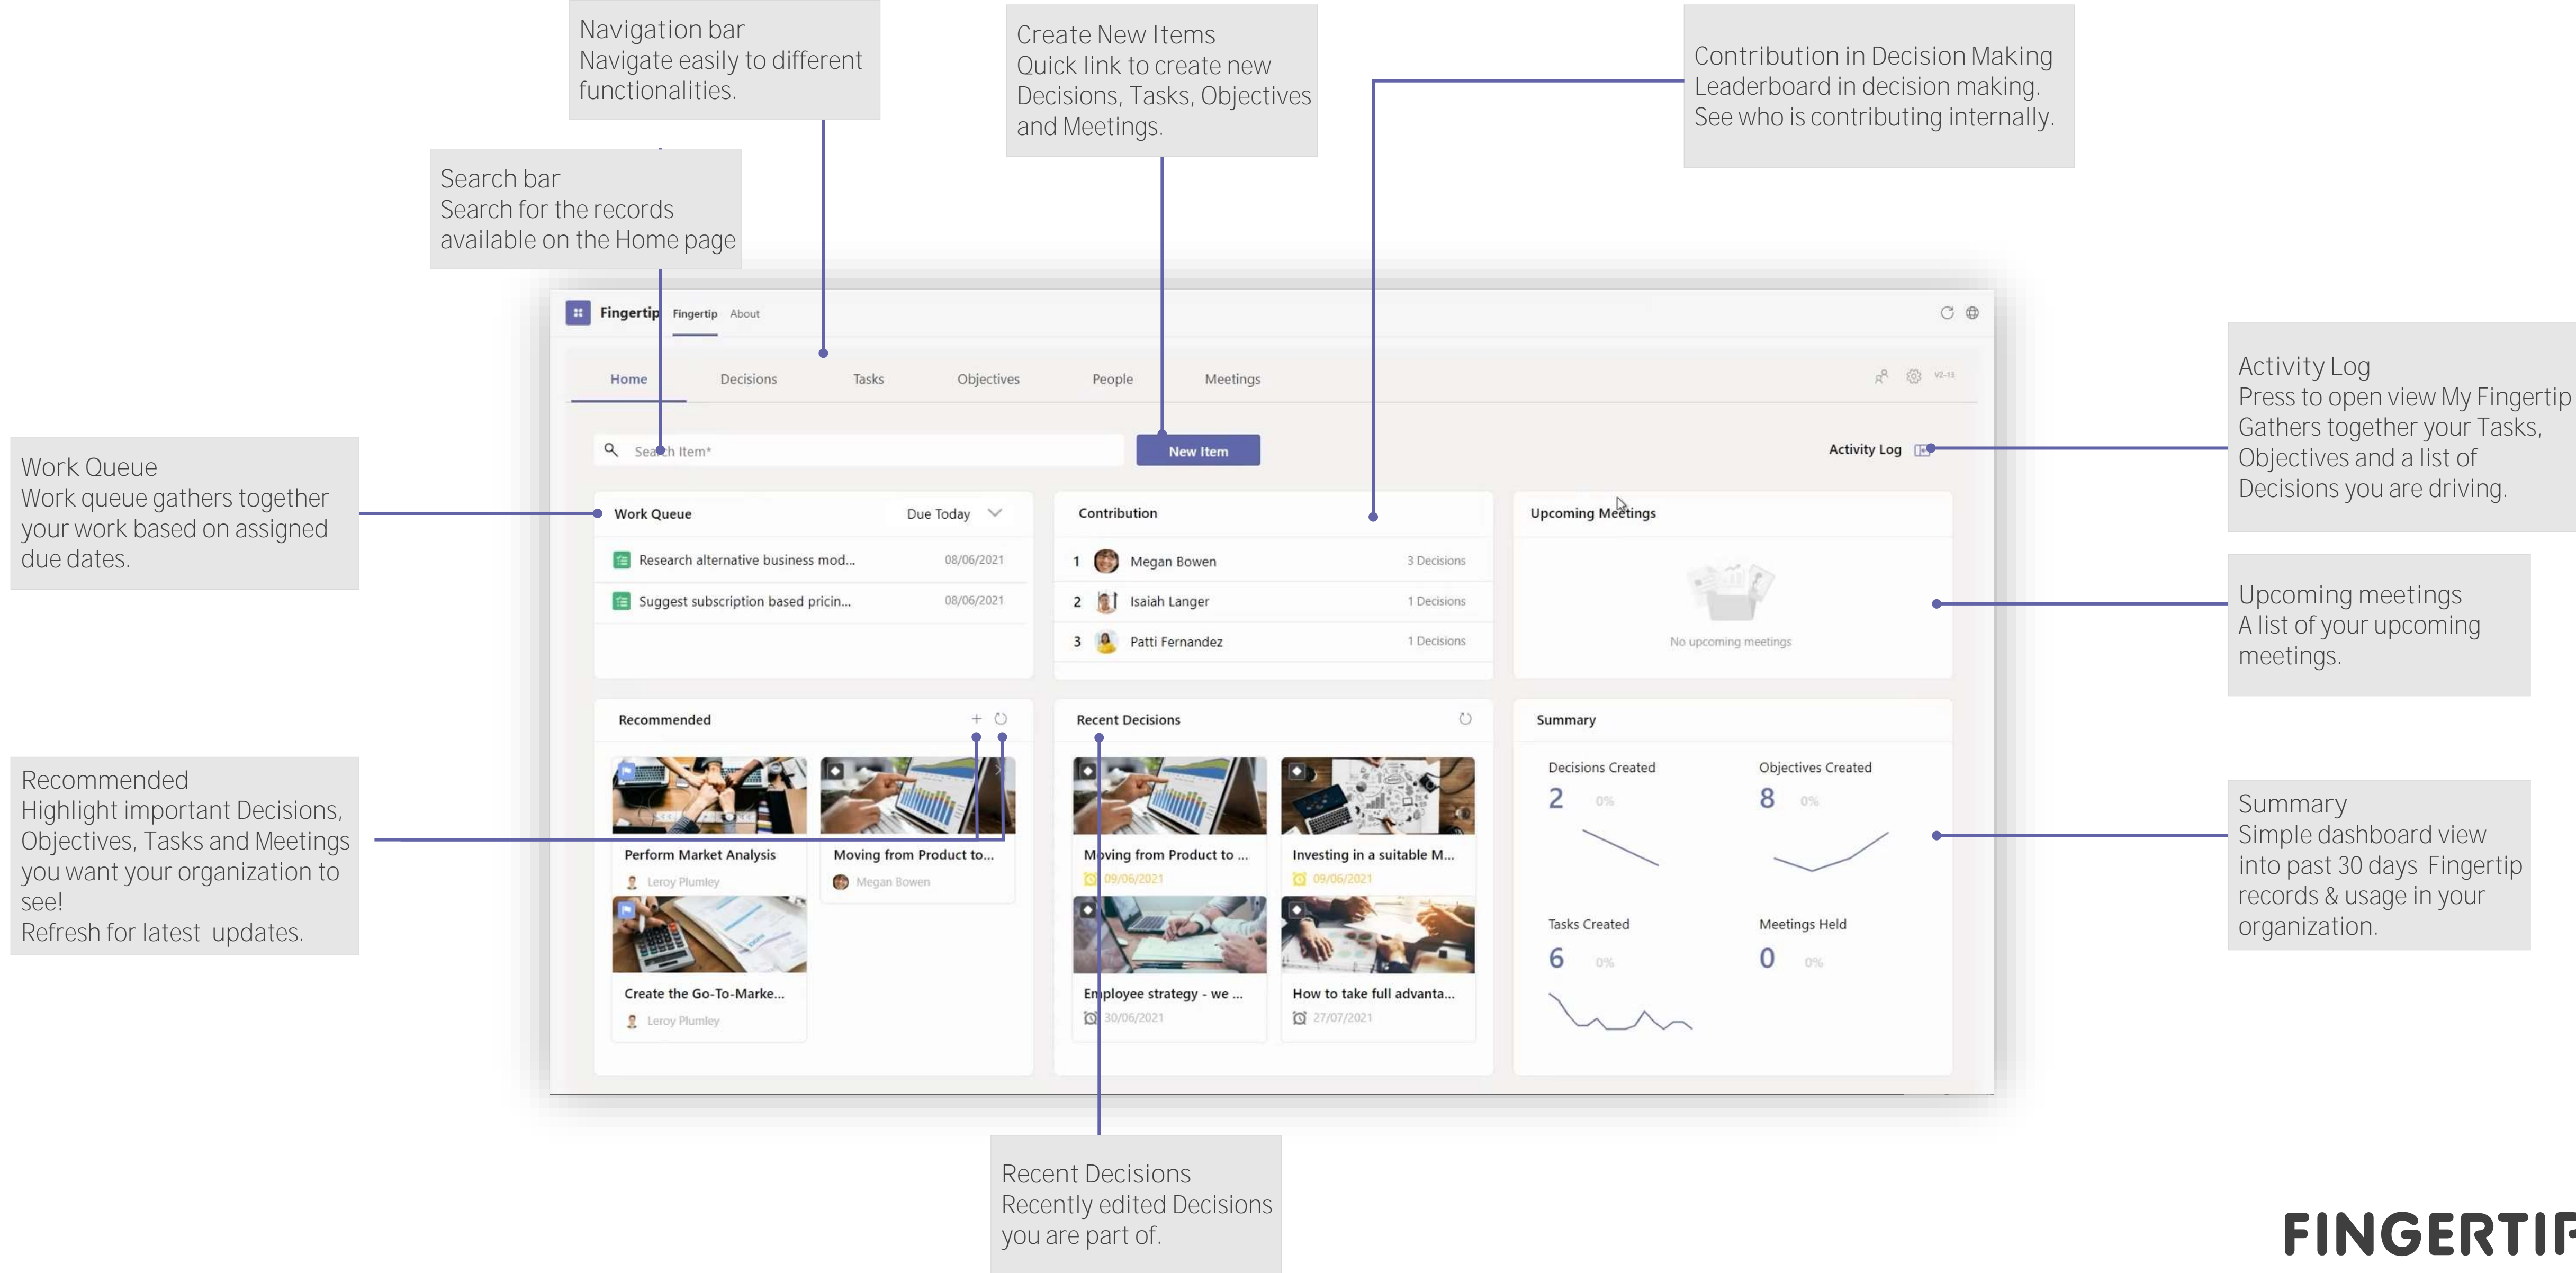 Navigation bar
Navigate easily to different
functionalities.
Create New Items
Quick link to create new
Decisions, Tasks, Objectives
and Meetings.
Contribution in Decision Making
Leaderboard in decision making.
See who is contributing internally.
Search bar
Search for the records
available on the Home page
Fingertip Fingertip About
Home Decisions Tasks Objectives People Meetings V2-13
Search Item* New Item Activity Log
Activity Log
Press to open view My Fingertip
Gathers together your Tasks,
Objectives and a list of
Decisions you are driving.
Work Queue
Work queue gathers together
your work based on assigned
due dates.
Work Queue Due Today
Research alternative business mod... 08/06/2021
Suggest subscription based pricin... 08/06/2021
Contribution
1 Megan Bowen 3 Decisions
2 Isaiah Langer 1 Decisions
3 Patti Fernandez 1 Decisions
Upcoming Meetings
No upcoming meetings
Upcoming meetings
A list of your upcoming
meetings.
Recommended
Highlight important Decisions,
Objectives, Tasks and Meetings
you want your organization to
see!
Refresh for latest updates.
Recommended
Perform Market Analysis
Leroy Plumley
Moving from Product to...
Megan Bowen
Create the Go-To-Marke...
Leroy Plumley
Recent Decisions
Moving from Product to ...
09/06/2021
Investing in a suitable M...
09/06/2021
Employee strategy - we ...
30/06/2021
How to take full advanta...
27/07/2021
Summary
Decisions Created
2 0%
Objectives Created
8 0%
Tasks Created
6 0%
Meetings Held
0 0%
Summary
Simple dashboard view
into past 30 days Fingertip
records & usage in your
organization.
Recent Decisions
Recently edited Decisions
you are part of.
FINGERTIP